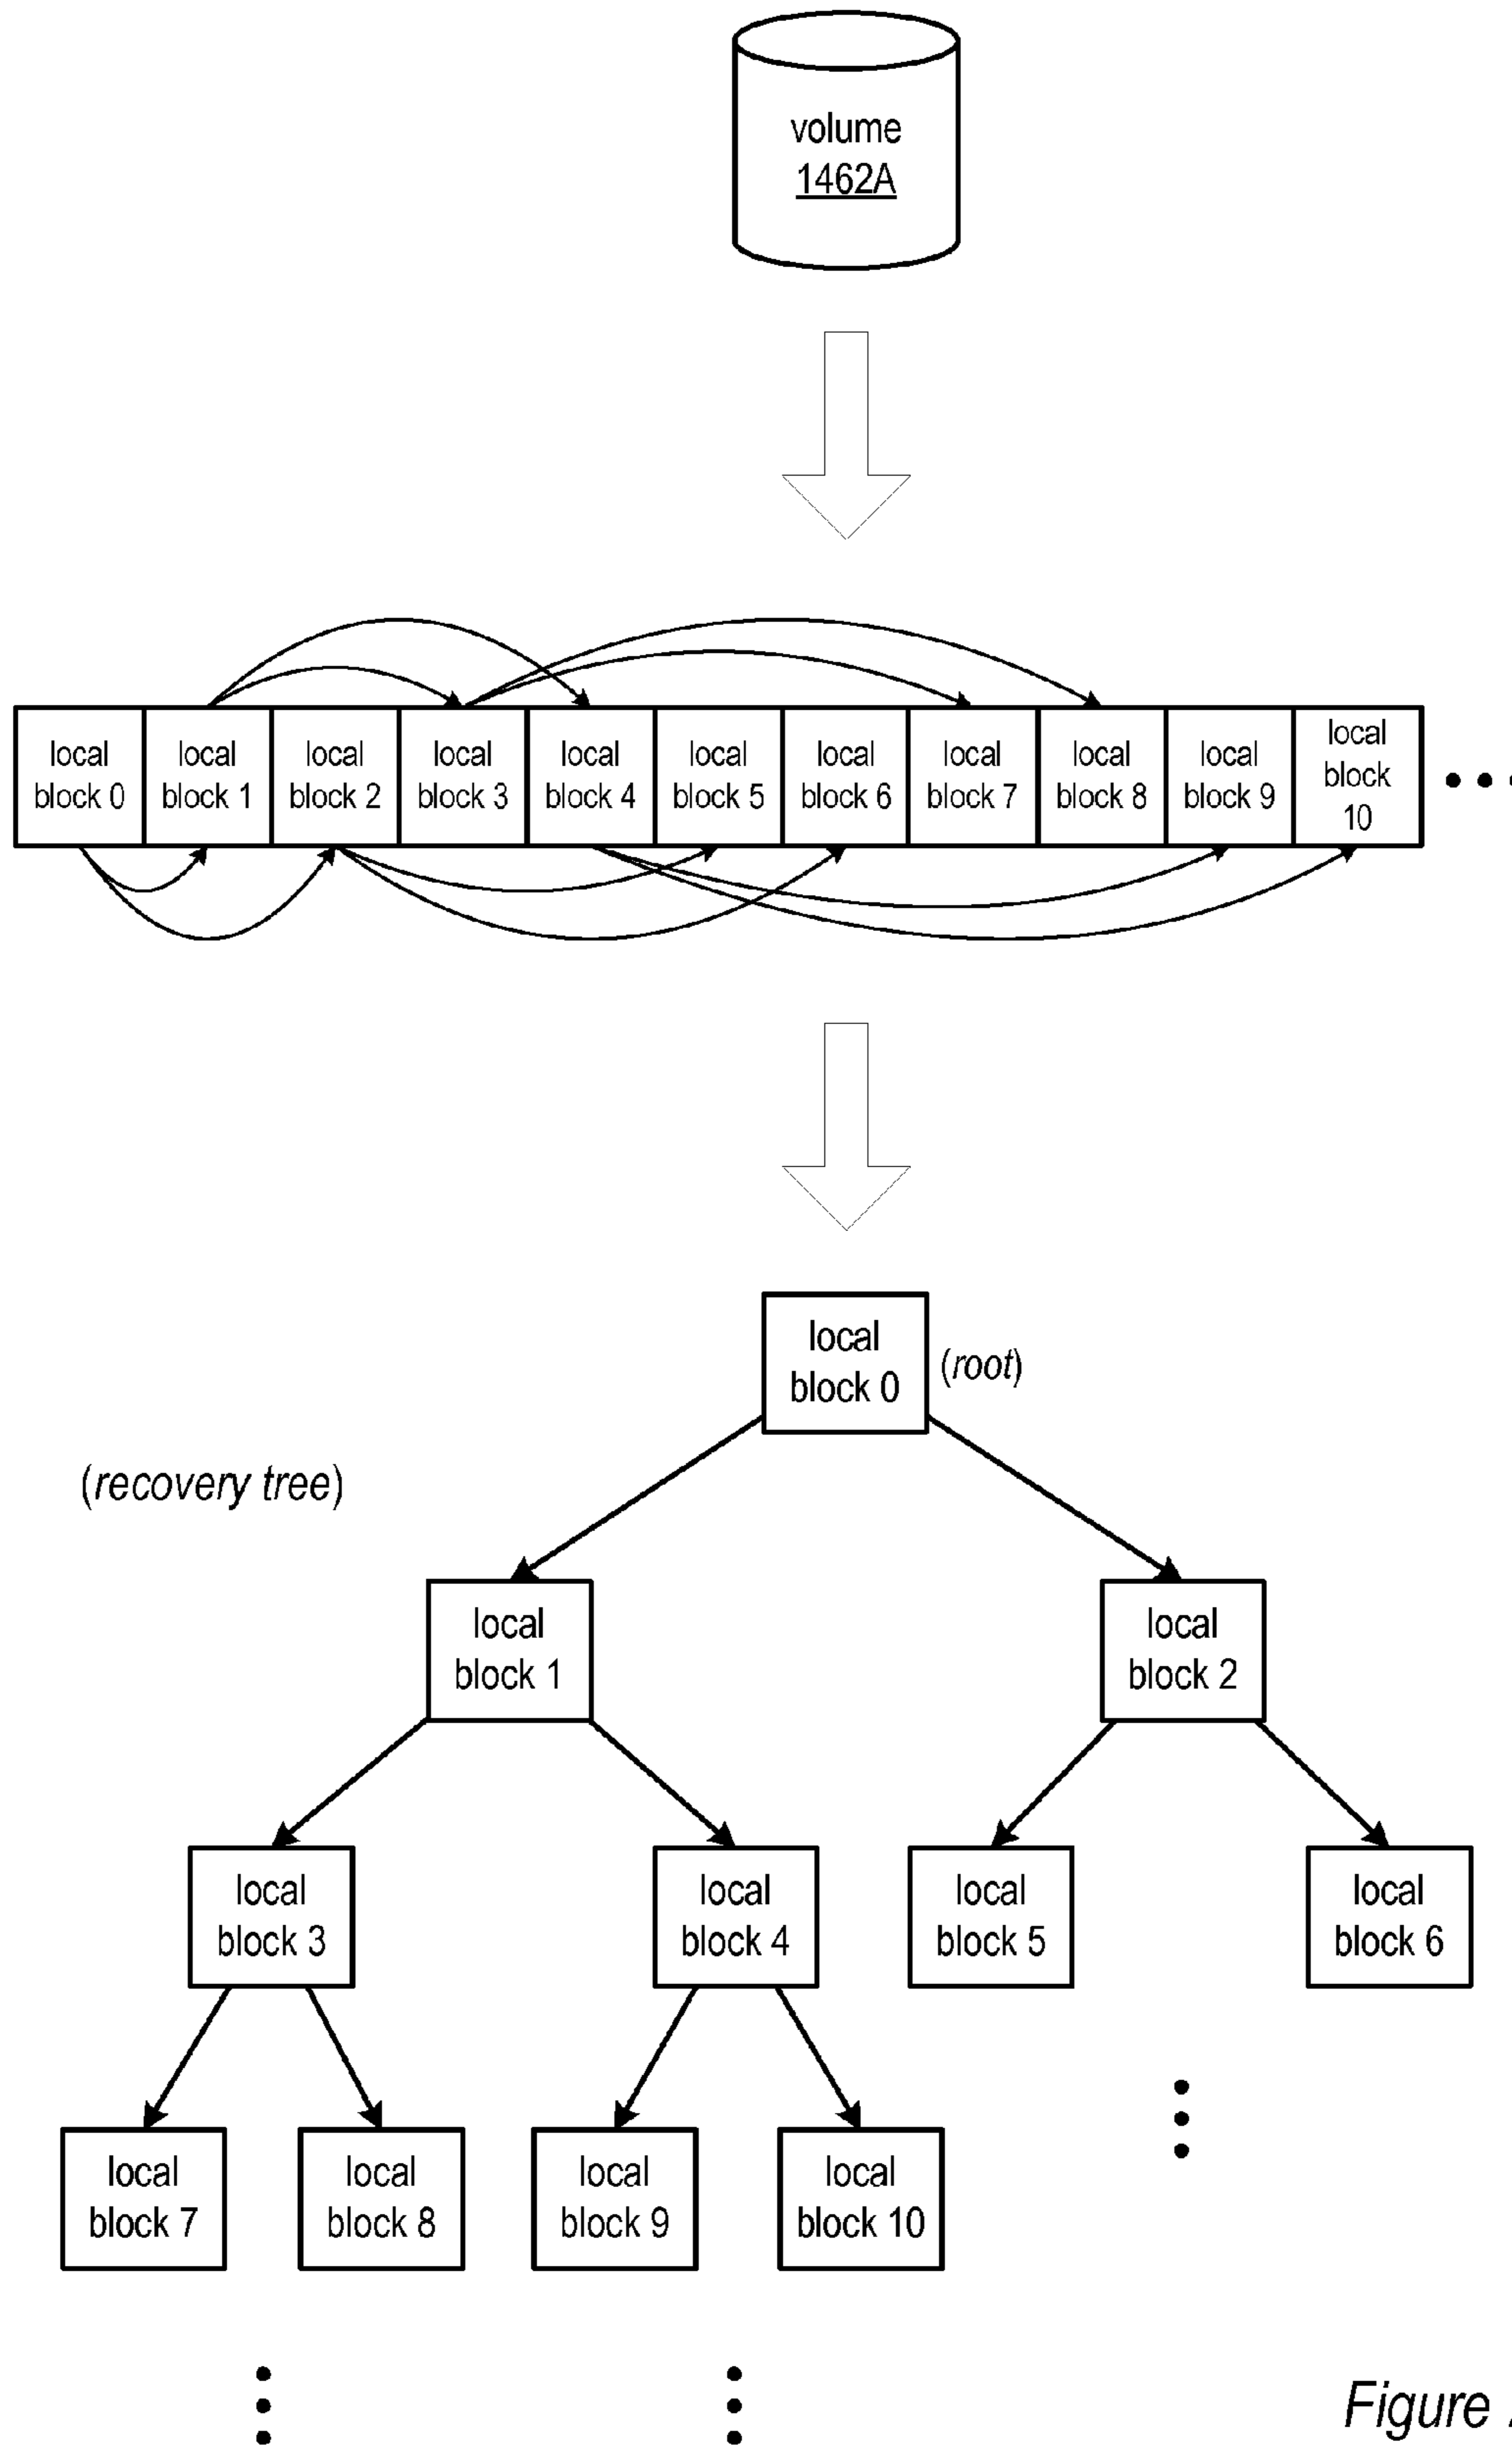 volume
1462A
local
block 0
local
block 1
local
block 2
local
block 3
local
block 4
local
block 5
local
block 6
local
block 7
local
block 8
local
block 9
local
block
10
local
block 0
(root)
(recovery tree)
local
block 1
local
block 2
local
block 3
local
block 4
local
block 5
local
block 6
local
block 7
local
block 8
local
block 9
local
block 10
Figure